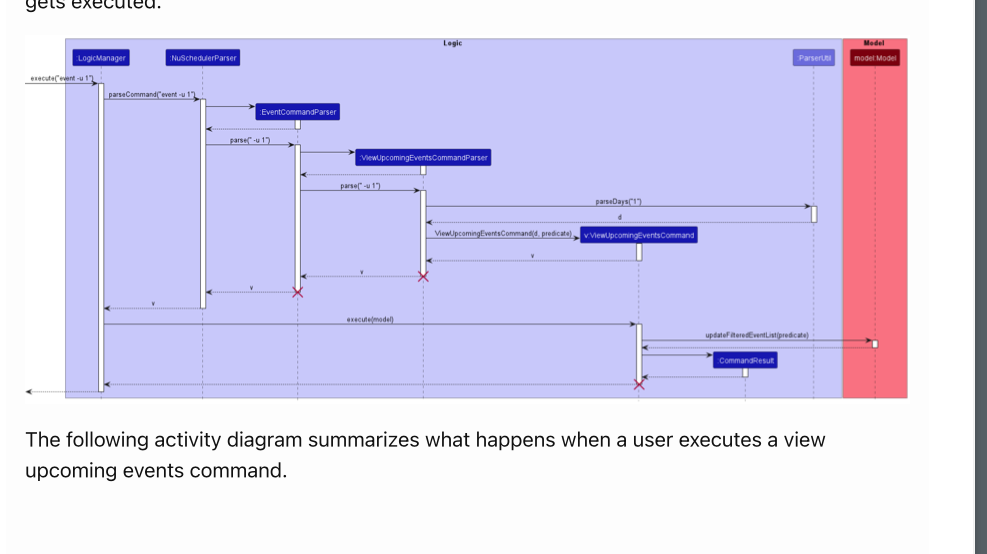 gets executed.
Logic
Model
:LogicManager
:NuSchedulerParser
:ParserUtil
model:Model
execute("event -u 1")
parseCommand("event -u 1")
:EventCommandParser
parse(" -u 1")
:ViewUpcomingEventsCommandParser
parse(" -u 1")
parseDays("1")
d
ViewUpcomingEventsCommand(d, predicate)
v:ViewUpcomingEventsCommand
v
v
v
v
execute(model)
updateFilteredEventList(predicate)
:CommandResult
The following activity diagram summarizes what happens when a user executes a view
upcoming events command.